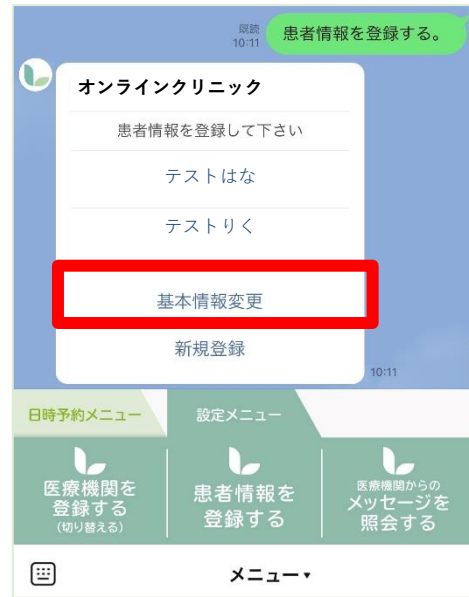 既読
10:11
患者情報を登録する。
オンラインクリニック
患者情報を登録して下さい
テストはな
テストりく
基本情報変更
新規登録
10:11
日時予約メニュー
設定メニュー
医療機関を
登録する
(切り替える)
患者情報を
登録する
医療機関からの
メッセージを
照会する
メニュー▼